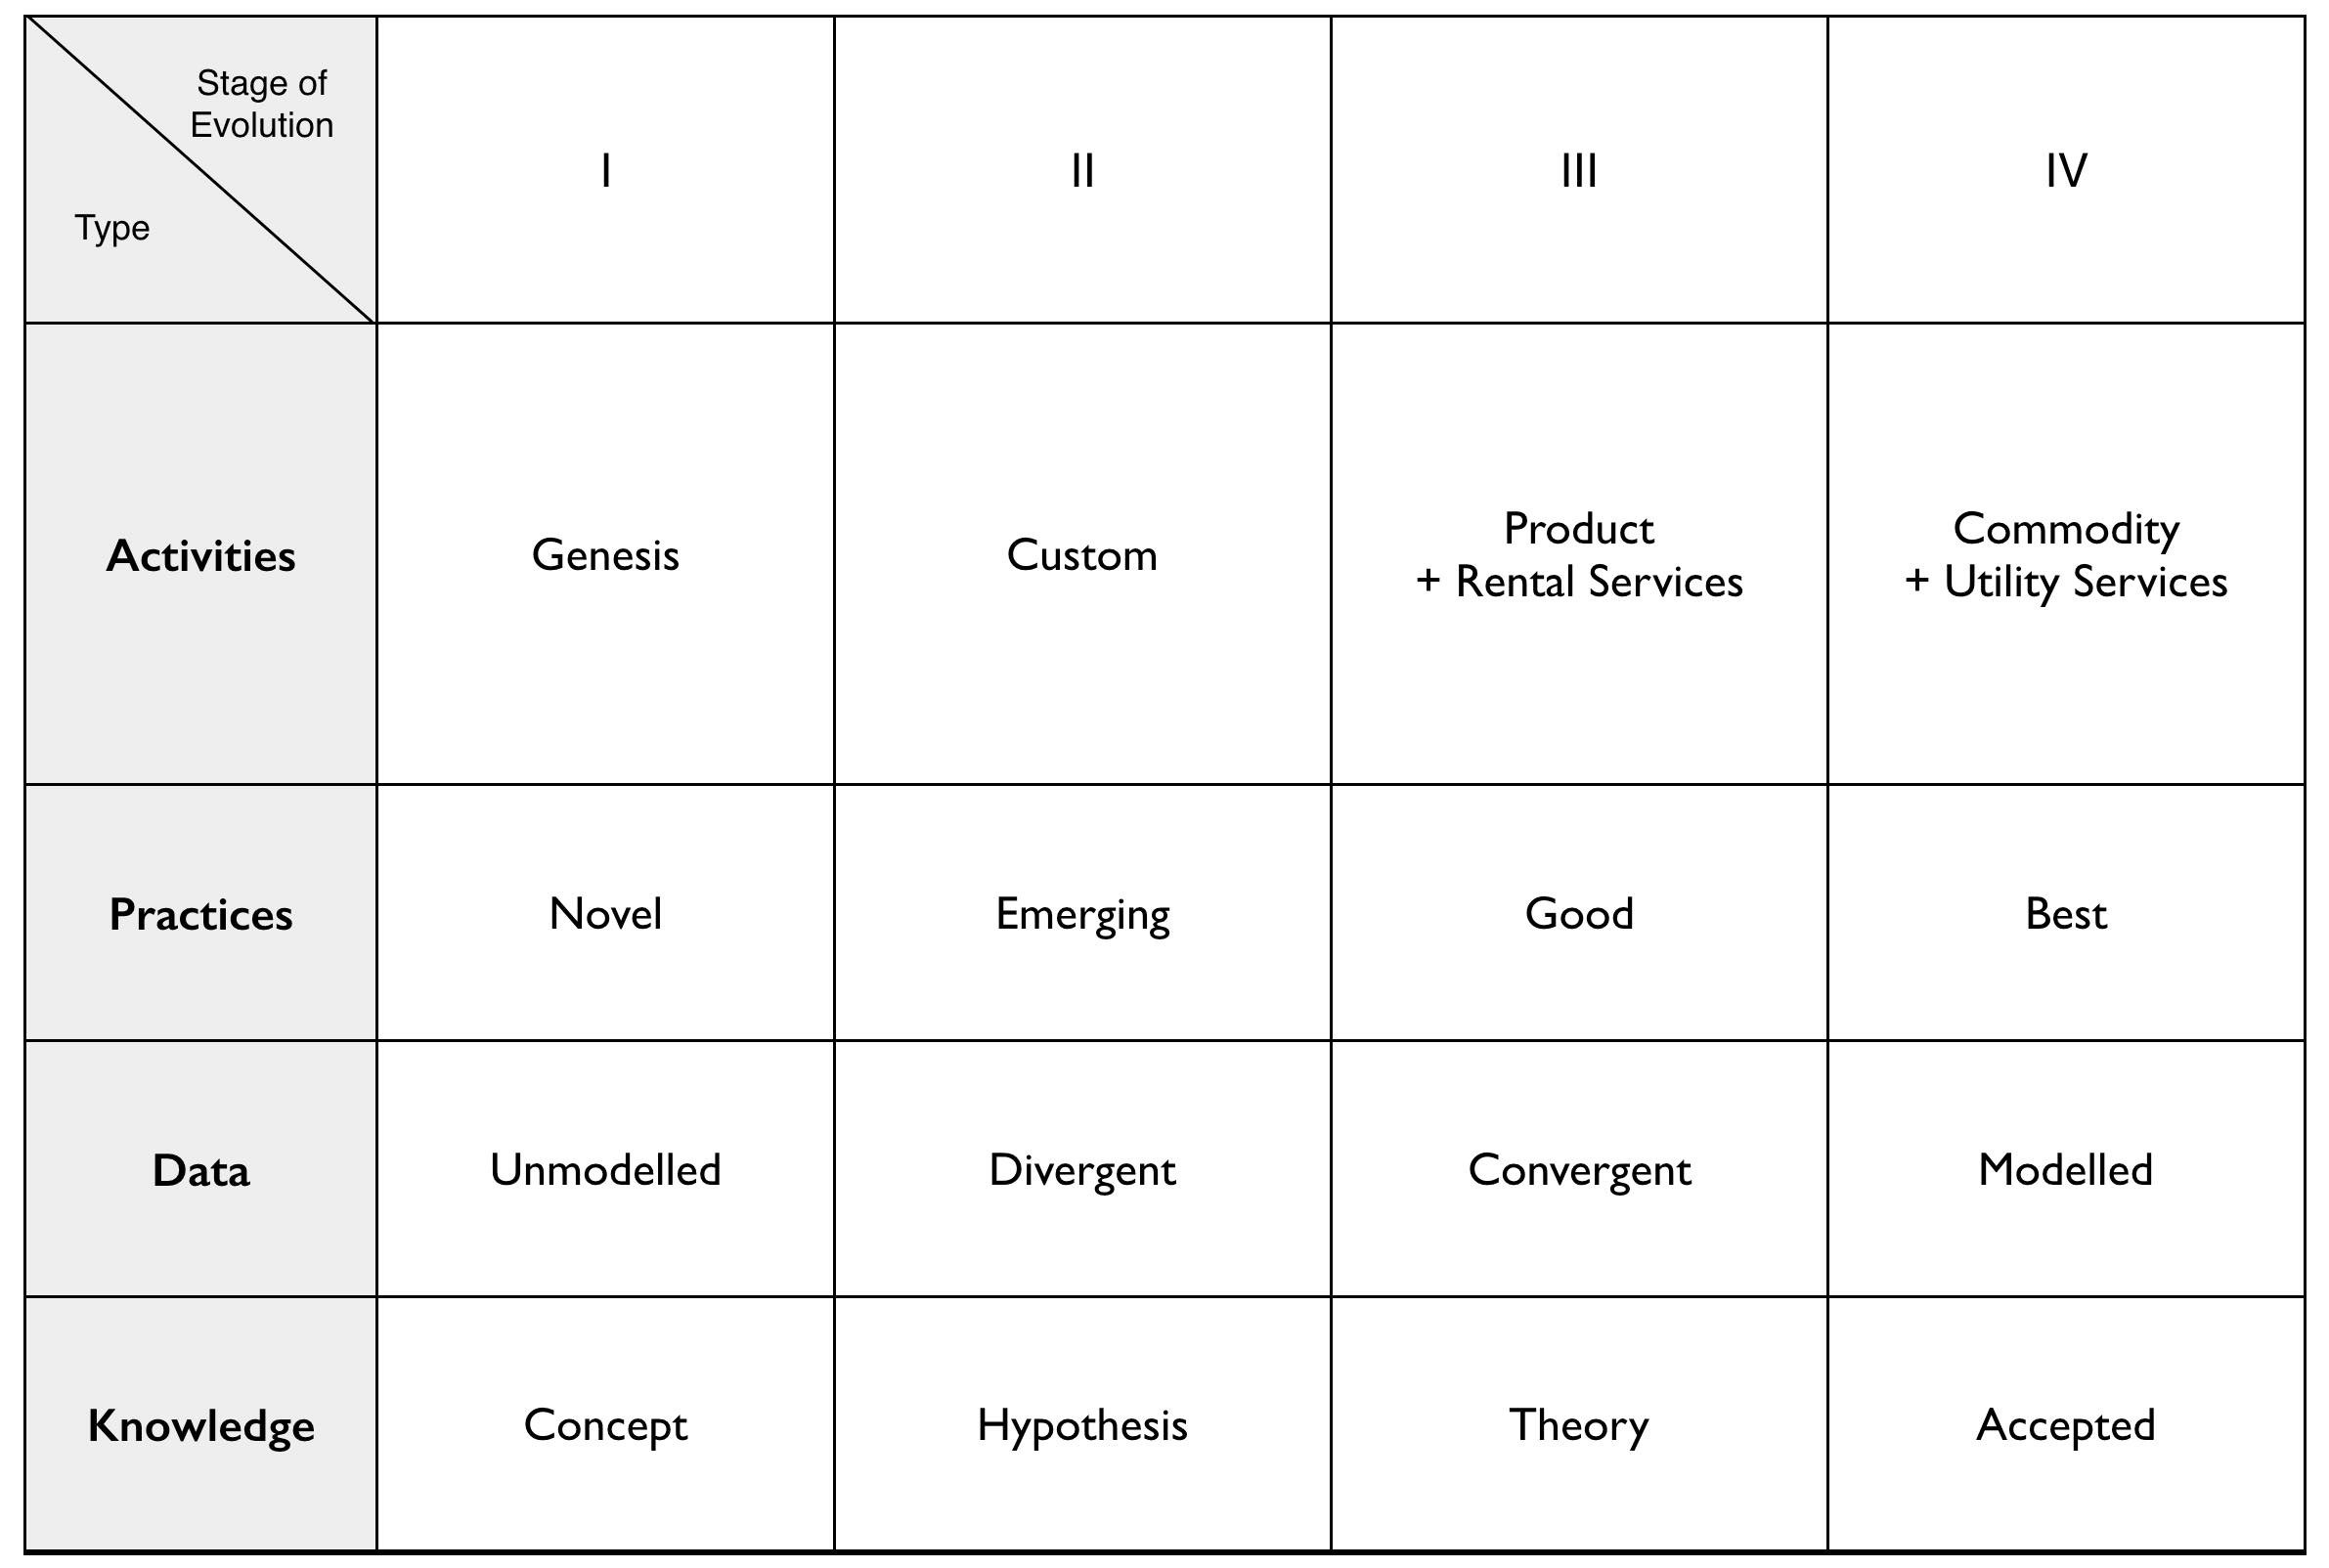 Stage of
Evolution
Type
I
II
III
IV
Activities
Genesis
Custom
Product
+ Rental Services
Commodity
+ Utility Services
Practices
Novel
Emerging
Good
Best
Data
Unmodelled
Divergent
Convergent
Modelled
Knowledge
Concept
Hypothesis
Theory
Accepted